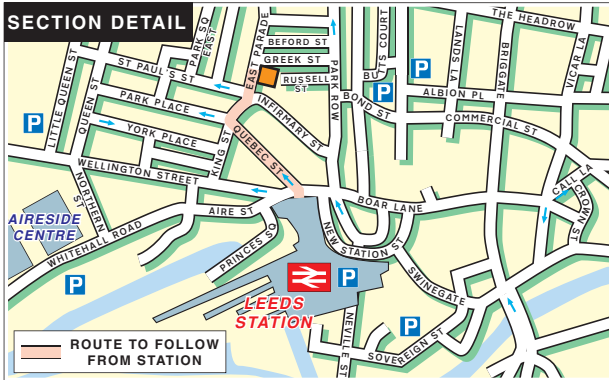 SECTION DETAIL
PARK SQ
EAST
EAST PARADE
BEFORD ST
GREEK ST
RUSSELL
ST
PARK ROW
BUTTS COURT
THE HEADROW
LANDS LA
BRIGGATE
VICAR LA
ST PAUL'S ST
LITTLE QUEEN ST
QUEEN ST
PARK PLACE
YORK PLACE
KING ST
INFIRMARY ST
BOND ST
ALBION PL
COMMERCIAL ST
P
P
P
QUEBEC ST
WELLINGTON STREET
NORTHERN
ST
AIRE ST
BOAR LANE
CALL LA
CROWN ST
AIRESIDE
CENTRE
WHITEHALL ROAD
PRINCES SQ
NEW STATION ST
SWINEGATE
P
P
P
LEEDS
STATION
NEVILLE ST
SOVEREIGN ST
ROUTE TO FOLLOW
FROM STATION